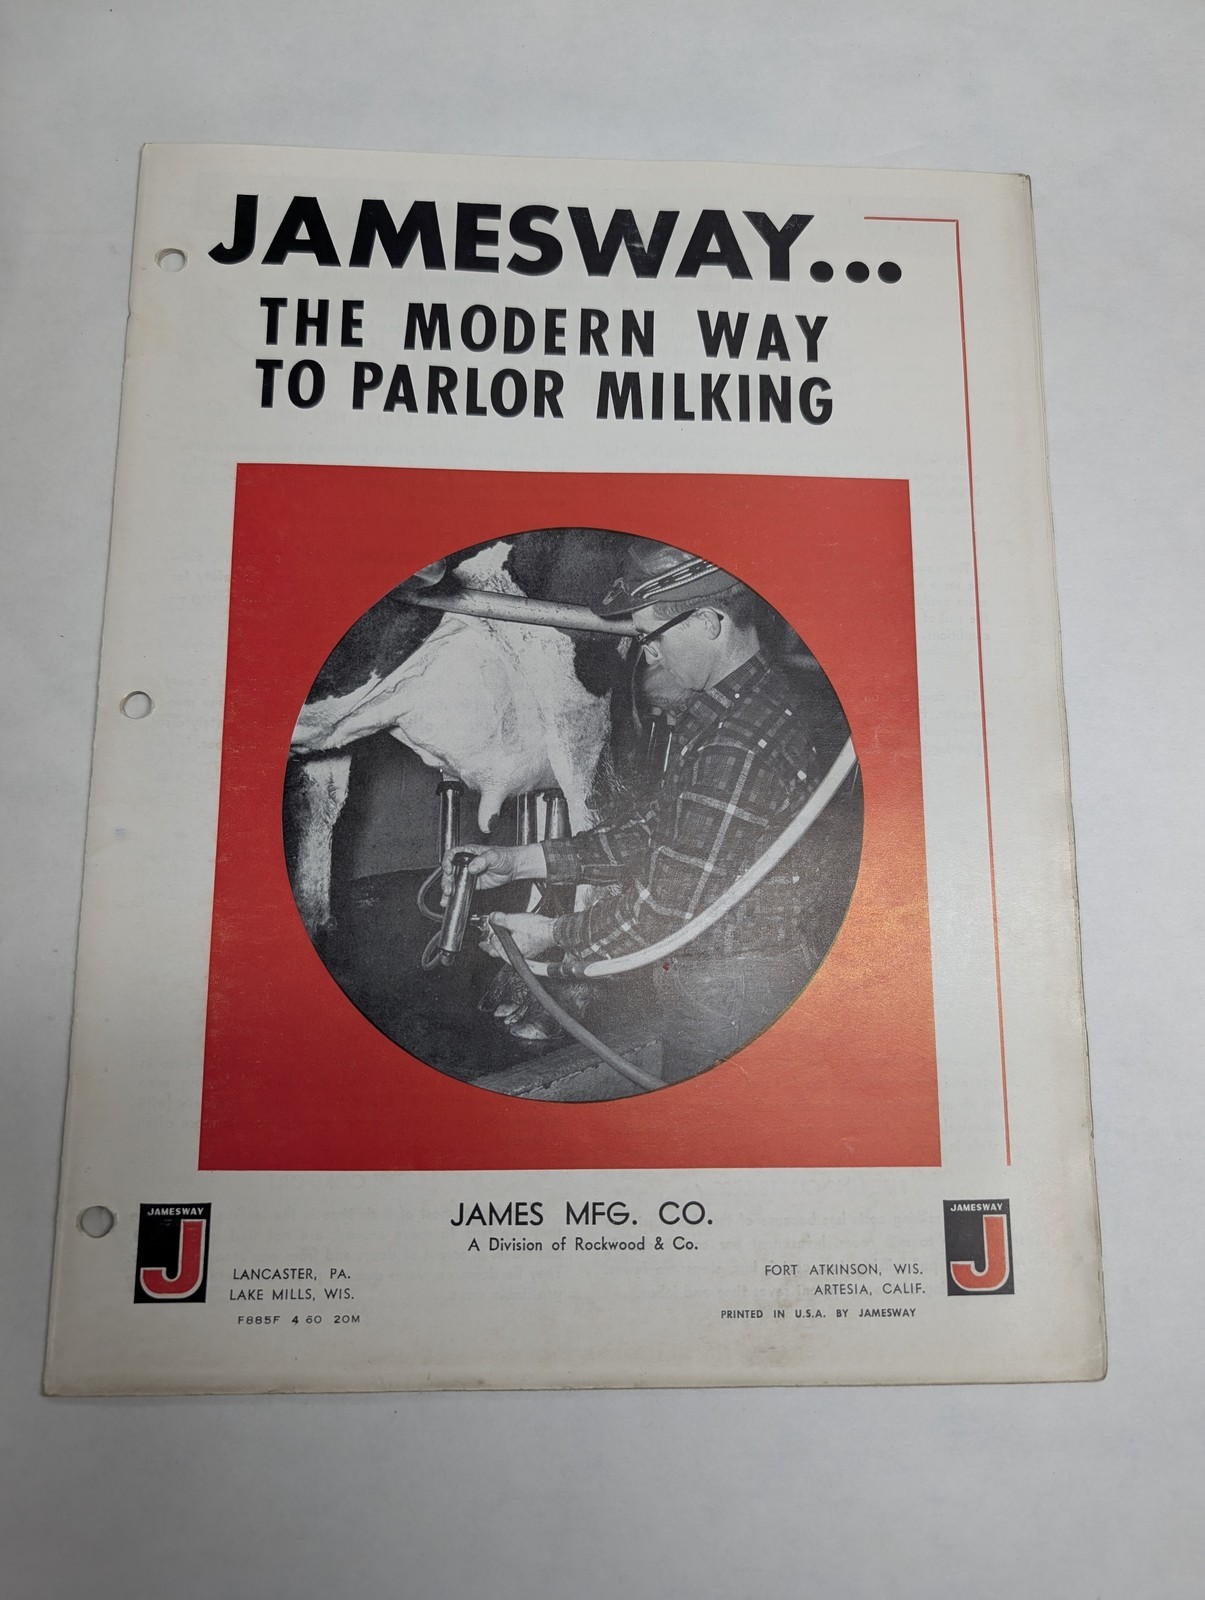 JAMESWAY...
THE MODERN WAY
TO PARLOR MILKING
JAMESWAY
J
JAMES MFG. CO.
A Division of Rockwood & Co.
LANCASTER, PA.
LAKE MILLS, WIS.
F885F 4 60 20M
FORT ATKINSON, WIS.
ARTESIA, CALIF.
PRINTED IN U.S.A. BY JAMESWAY
JAMESWAY
J